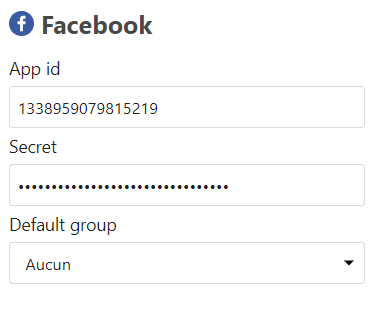 Facebook
App id
1338959079815219
Secret
••••••••••••••••••••••••••••••••
Default group
Aucun